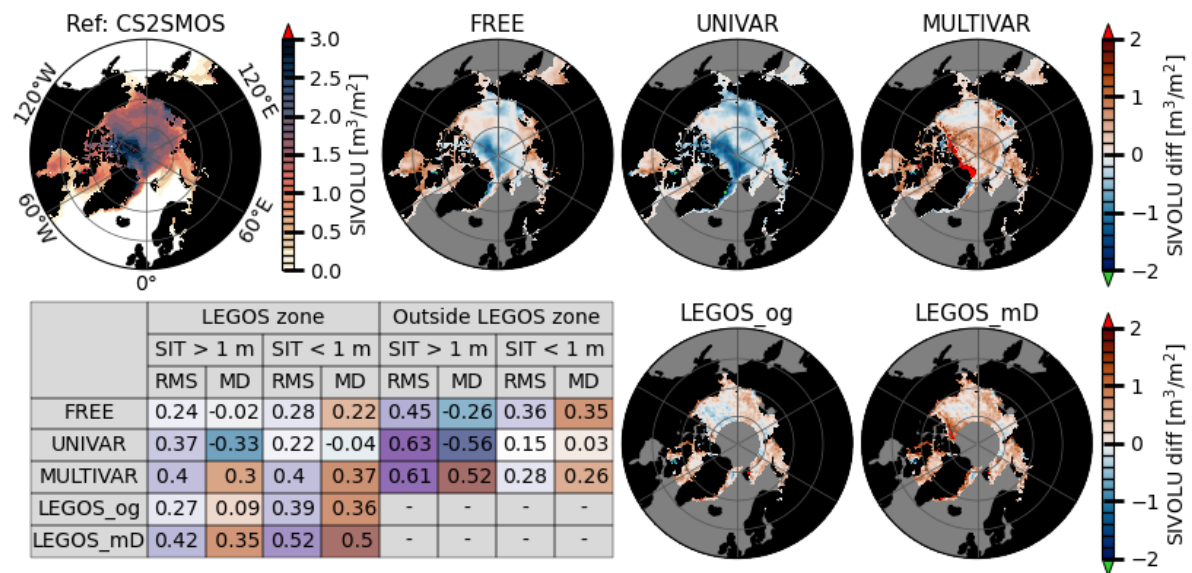 Ref: CS2SMOS
FREE
UNIVAR
MULTIVAR
120°W
120°E
60°W
60°E
0°
3.0
2.5
2.0
1.5
1.0
0.5
0.0
SIVOLU [m³/m²]
2
1
0
−1
−2
SIVOLU diff [m³/m²]
LEGOS zone Outside LEGOS zone
SIT > 1 m SIT < 1 m SIT > 1 m SIT < 1 m
RMS MD RMS MD RMS MD RMS MD
FREE 0.24 -0.02 0.28 0.22 0.45 -0.26 0.36 0.35
UNIVAR 0.37 -0.33 0.22 -0.04 0.63 -0.56 0.15 0.03
MULTIVAR 0.4 0.3 0.4 0.37 0.61 0.52 0.28 0.26
LEGOS_og 0.27 0.09 0.39 0.36 - - - -
LEGOS_mD 0.42 0.35 0.52 0.5 - - - -
LEGOS_og
LEGOS_mD
2
1
0
−1
−2
SIVOLU diff [m³/m²]